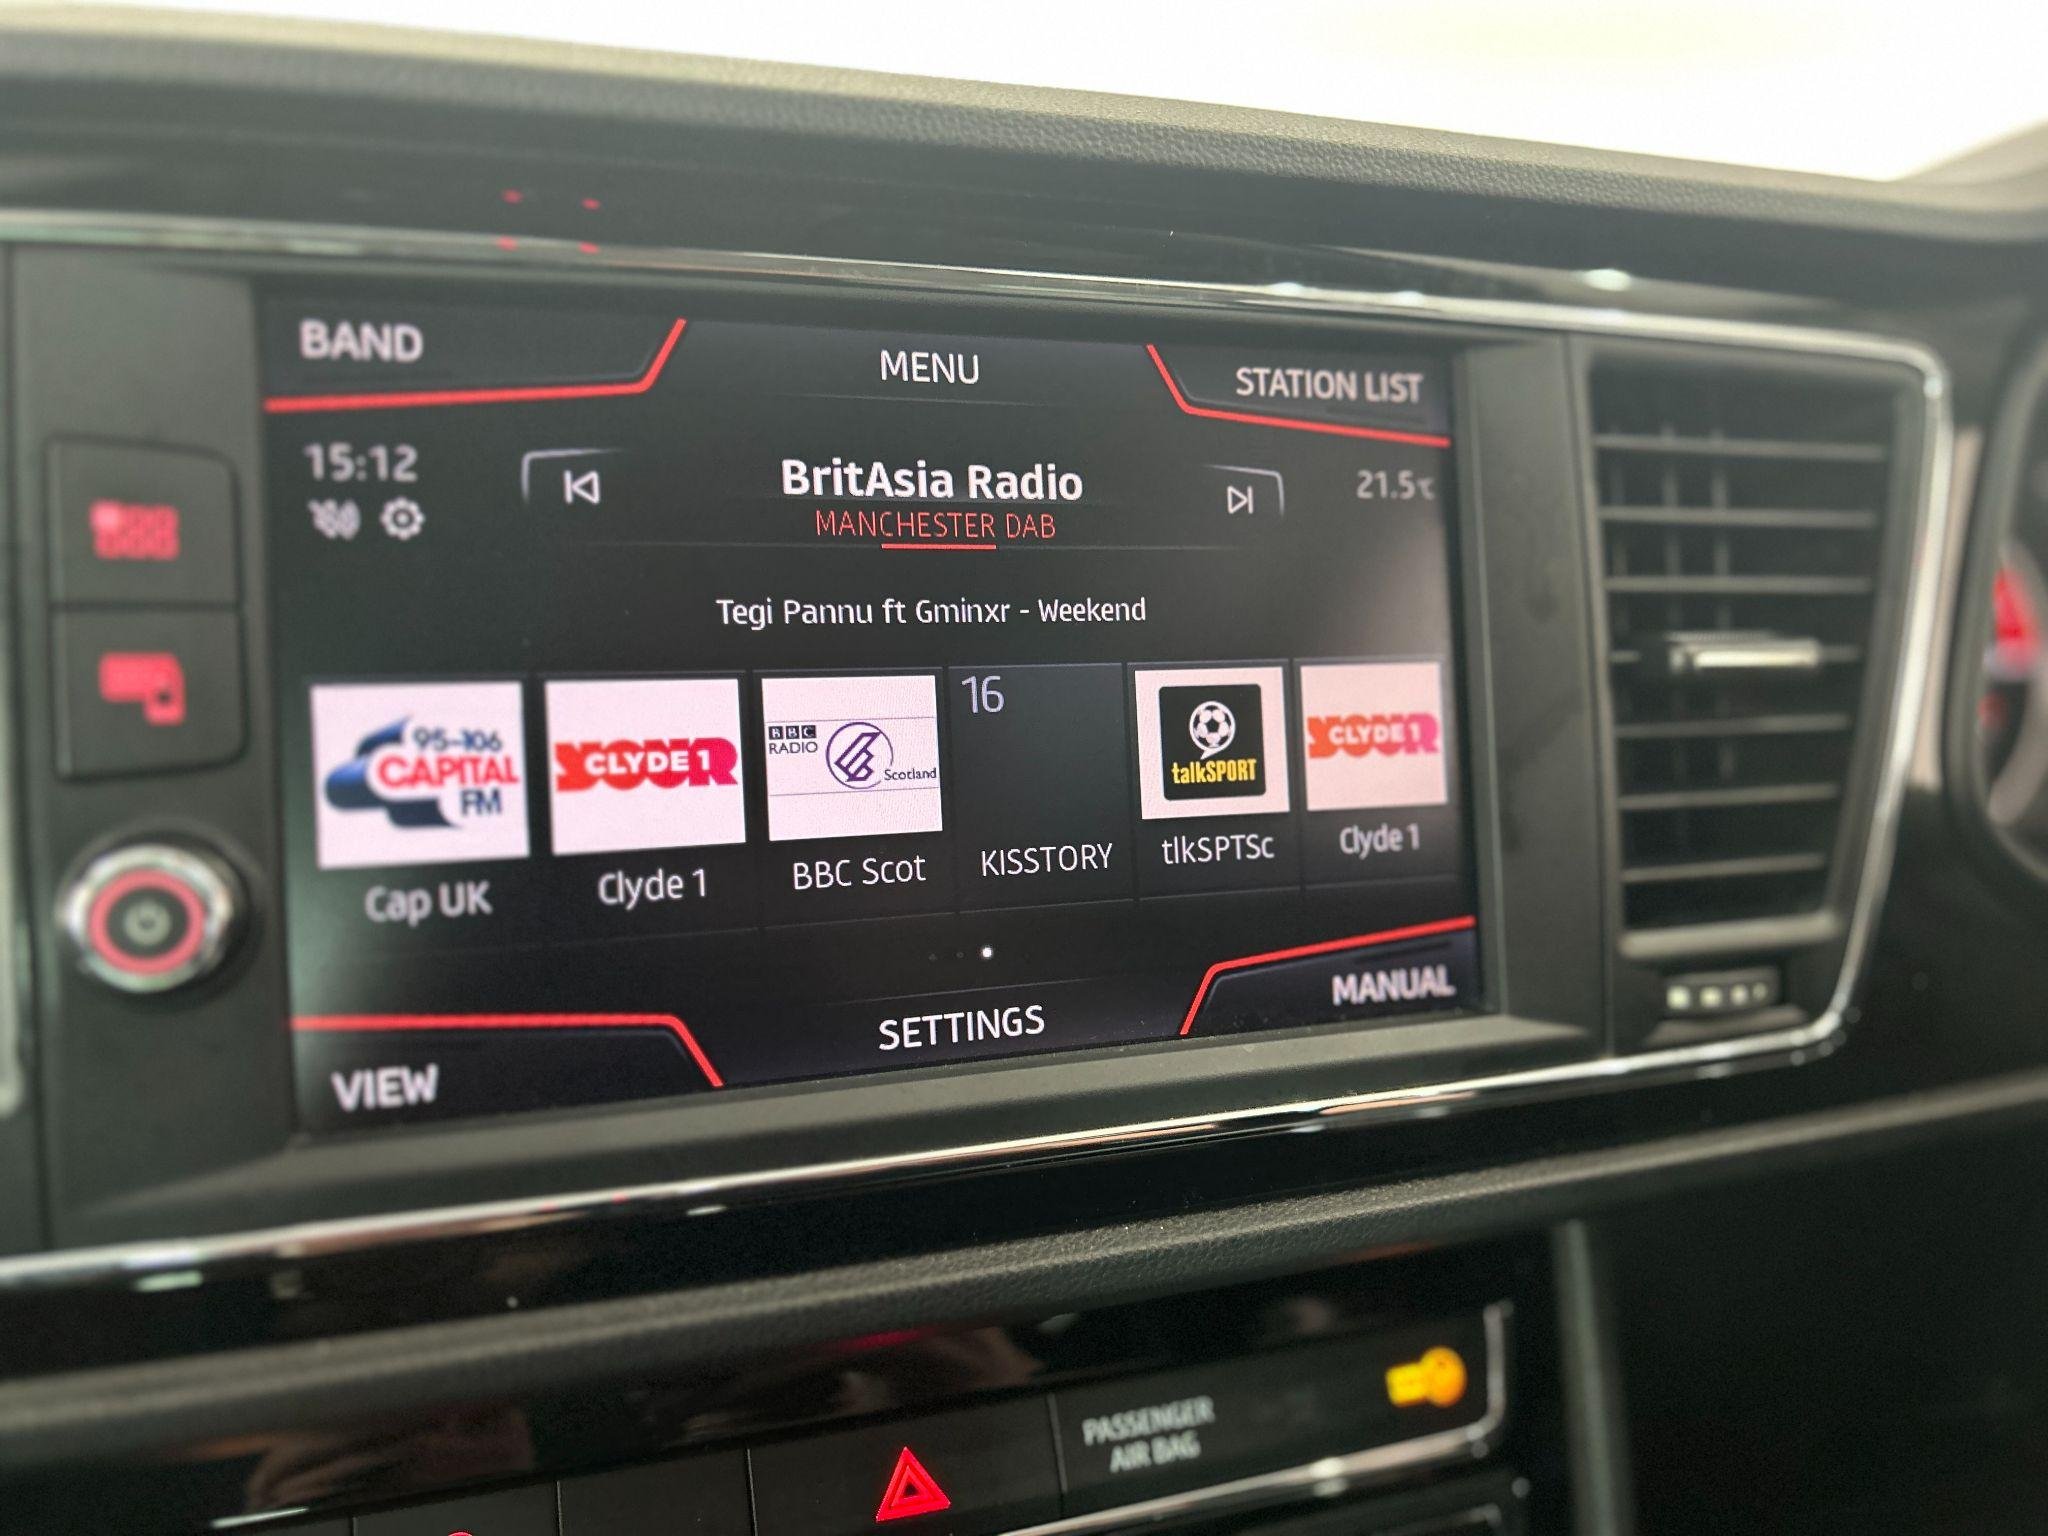 BAND
MENU
STATION LIST
15:12
BritAsia Radio
21.5°C
MANCHESTER DAB
Tegi Pannu ft Gminxr - Weekend
95-106
CAPITAL
FM
Cap UK
YOUR
CLYDE 1
Clyde 1
BBC
RADIO
Scotland
BBC Scot
16
KISSTORY
talkSPORT
tlkSPTSc
YOUR
CLYDE 1
Clyde 1
VIEW
SETTINGS
MANUAL
PASSENGER
AIR BAG